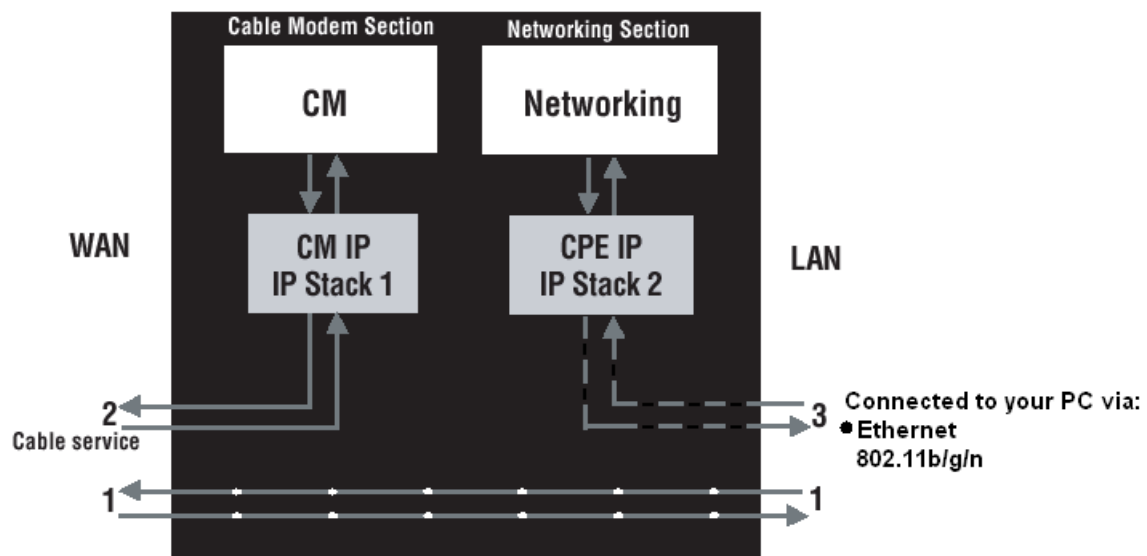 Cable Modem Section
Networking Section
CM
Networking
WAN
CM IP
IP Stack 1
CPE IP
IP Stack 2
LAN
2
Cable service
3
Connected to your PC via:
● Ethernet
802.11b/g/n
1
1